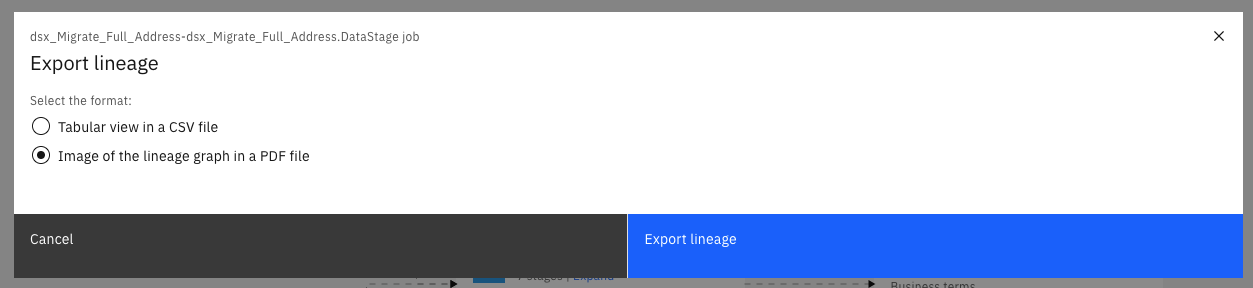 dsx_Migrate_Full_Address-dsx_Migrate_Full_Address.DataStage job
Export lineage
Select the format:
Tabular view in a CSV file
Image of the lineage graph in a PDF file
Cancel
Export lineage
stages | Expand
Business terms